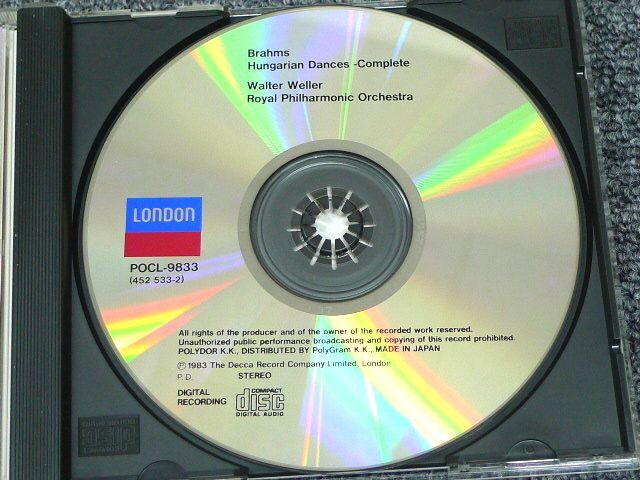 Brahms
Hungarian Dances -Complete
Walter Weller
Royal Philharmonic Orchestra
LONDON
POCL-9833
(452 533-2)
All rights of the producer and of the owner of the recorded work reserved.
Unauthorized public performance broadcasting and copying of this record prohibited.
POLYDOR K.K., DISTRIBUTED BY PolyGram K.K., MADE IN JAPAN
Ⓟ 1983 The Decca Record Company Limited, London
P.D. STEREO
DIGITAL
RECORDING
COMPACT
disc
DIGITAL AUDIO